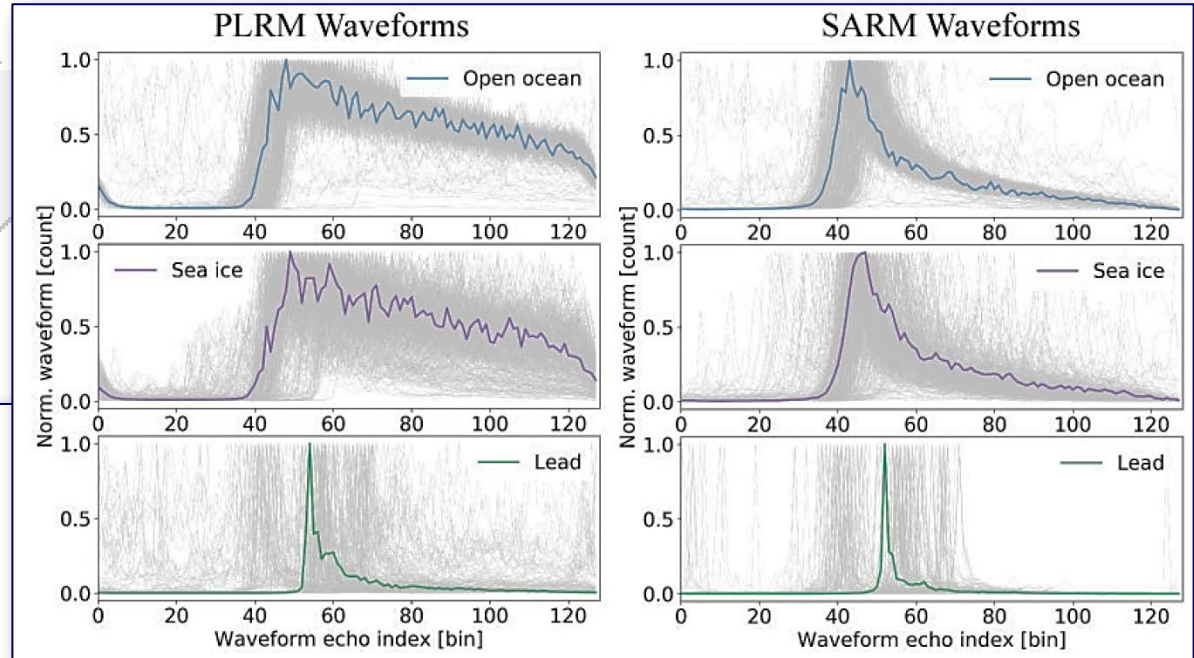 PLRM Waveforms
SARM Waveforms
1.0
0.5
0.0
Open ocean
0 20 40 60 80 100 120
1.0
0.5
0.0
Open ocean
0 20 40 60 80 100 120
1.0
0.5
0.0
Sea ice
0 20 40 60 80 100 120
1.0
0.5
0.0
Sea ice
0 20 40 60 80 100 120
1.0
0.5
0.0
Lead
0 20 40 60 80 100 120
1.0
0.5
0.0
Lead
0 20 40 60 80 100 120
Norm. waveform [count]
Norm. waveform [count]
Waveform echo index [bin]
Waveform echo index [bin]